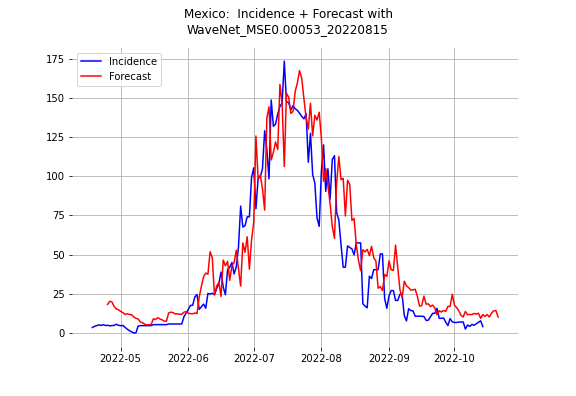 Mexico:  Incidence + Forecast with
WaveNet_MSE0.00053_20220815
Incidence
Forecast
175
150
125
100
75
50
25
0
2022-05 2022-06 2022-07 2022-08 2022-09 2022-10